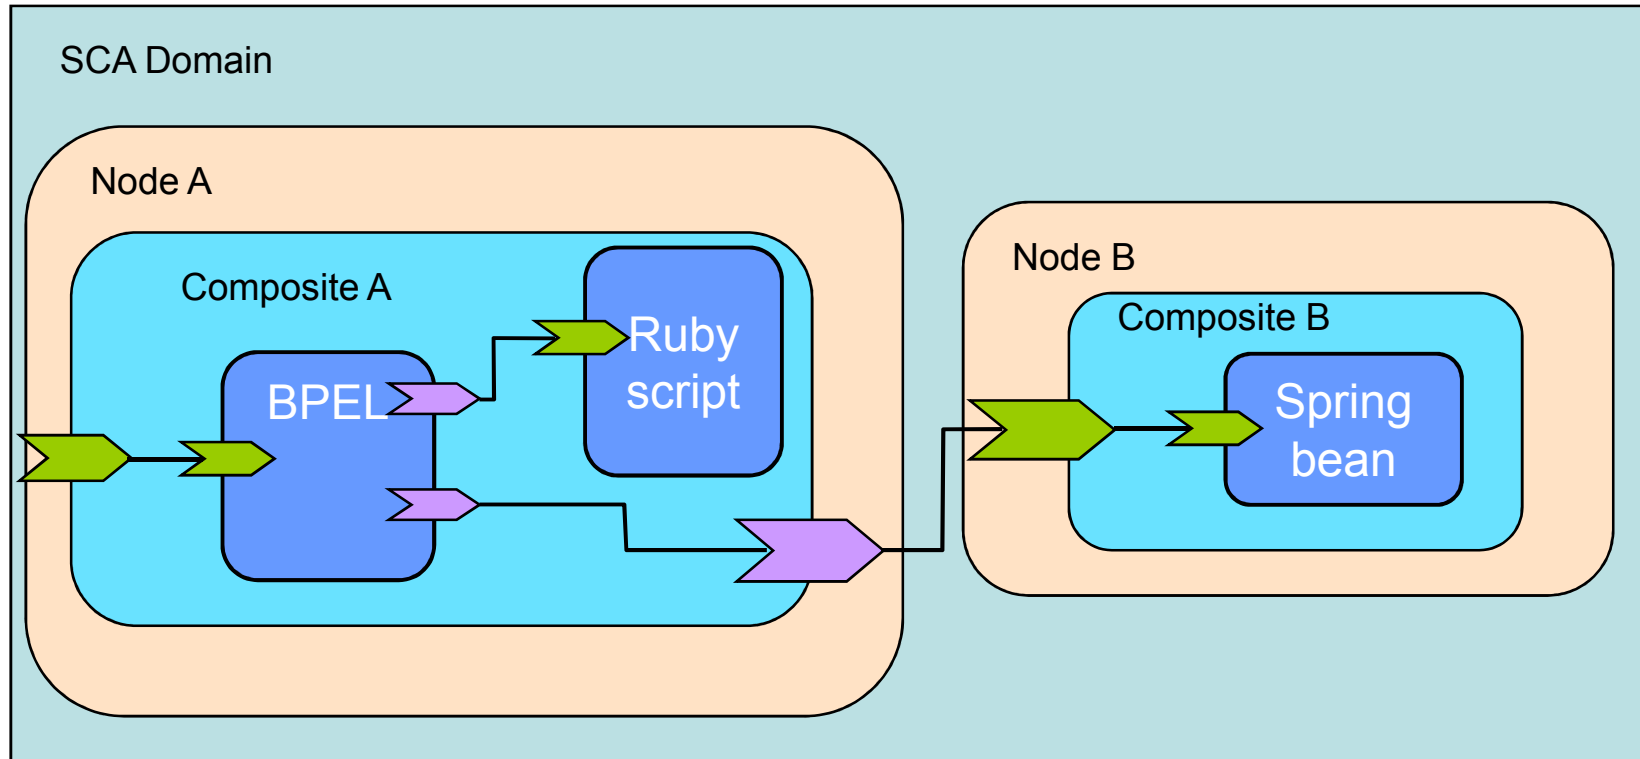 SCA Domain
Node A
Composite A
BPEL
Ruby
script
Node B
Composite B
Spring
bean